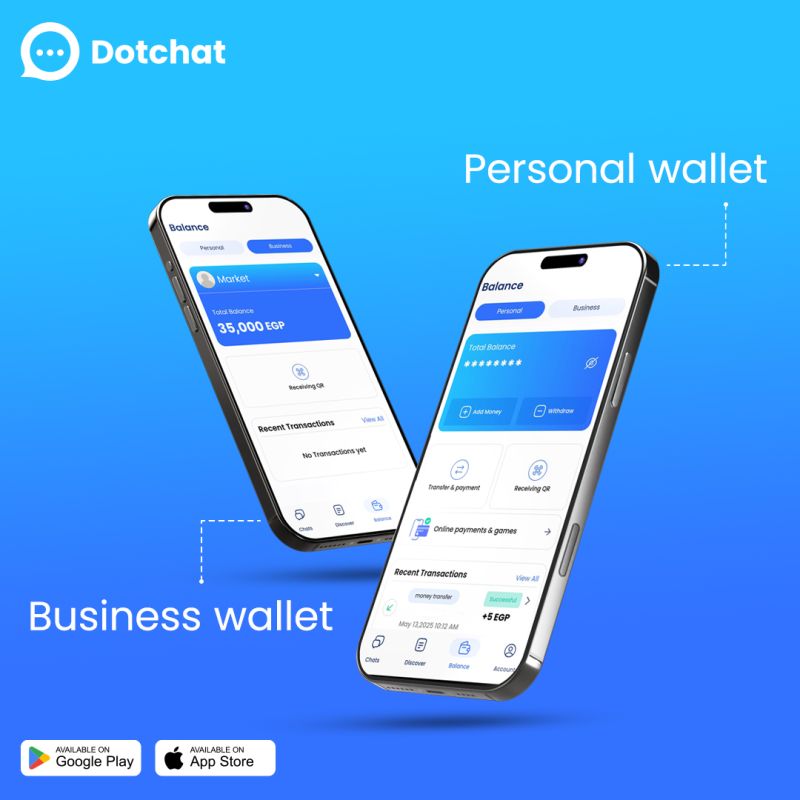 Dotchat
Personal wallet
Balance
Personal
Business
Market
Total Balance
35,000 EGP
Receiving QR
Recent Transactions
View All
No Transactions yet
Chats
Discover
Balance
Balance
Personal
Business
Total Balance
********
Add Money
Withdraw
Transfer & payment
Receiving QR
Online payments & games
Recent Transactions
View All
money transfer
Successful
May 13,2025 10:12 AM
+5 EGP
Chats
Discover
Balance
Account
Business wallet
AVAILABLE ON
Google Play
AVAILABLE ON
App Store